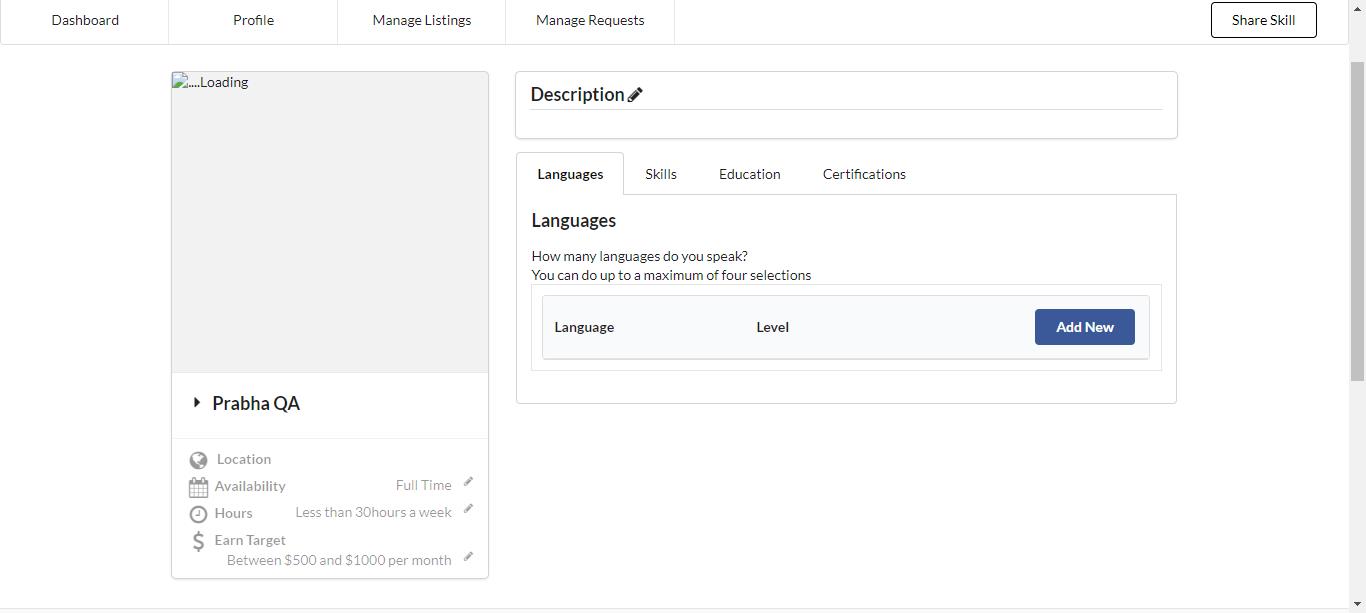 Dashboard Profile Manage Listings Manage Requests Share Skill
....Loading
Prabha QA
Location
Availability Full Time
Hours Less than 30hours a week
Earn Target
Between $500 and $1000 per month
Description
Languages Skills Education Certifications
Languages
How many languages do you speak?
You can do up to a maximum of four selections
Language Level Add New